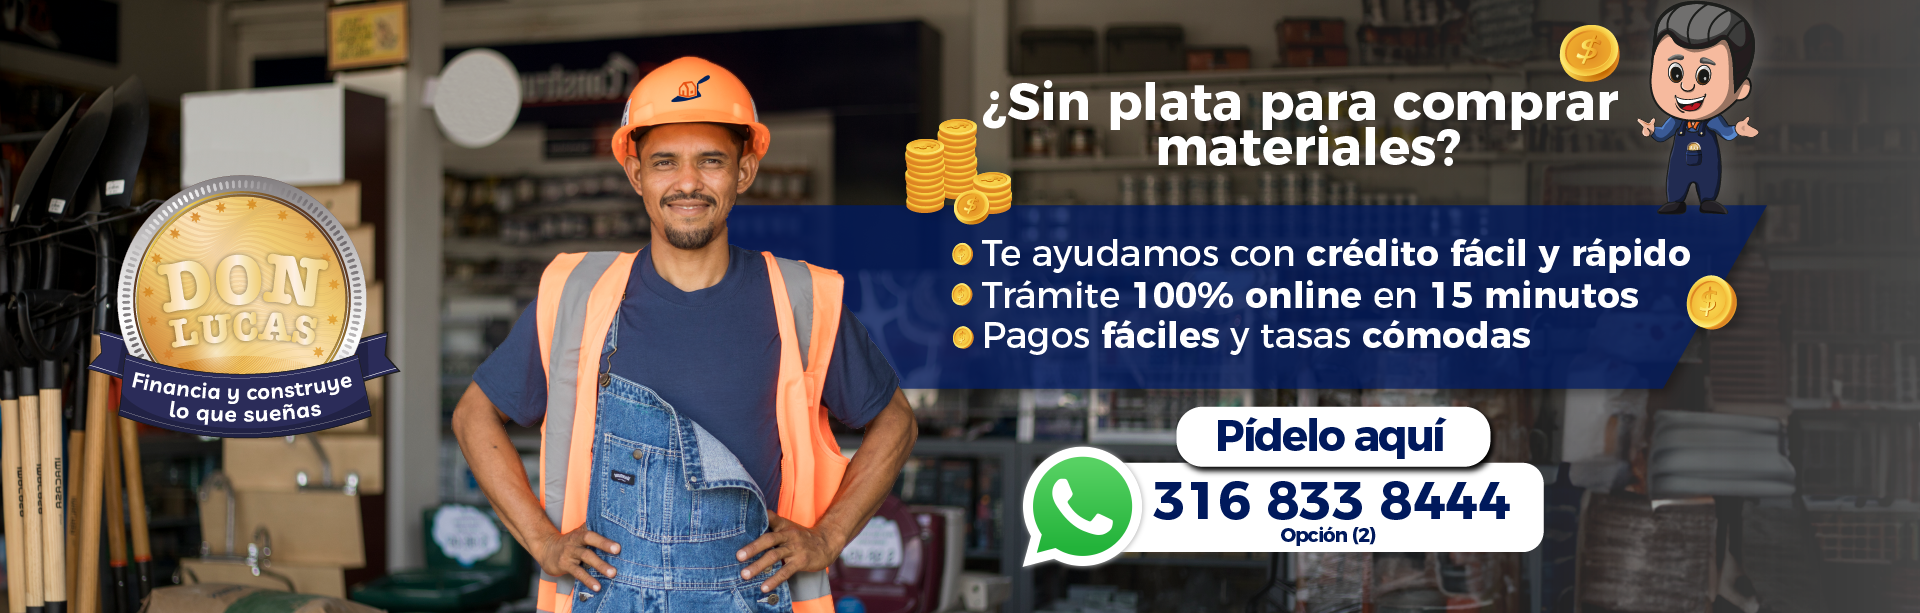 ¿Sin plata para comprar
materiales?
Te ayudamos con crédito fácil y rápido
Trámite 100% online en 15 minutos
Pagos fáciles y tasas cómodas
Pídelo aquí
316 833 8444
Opción (2)
DON
LUCAS
Financia y construye
lo que sueñas